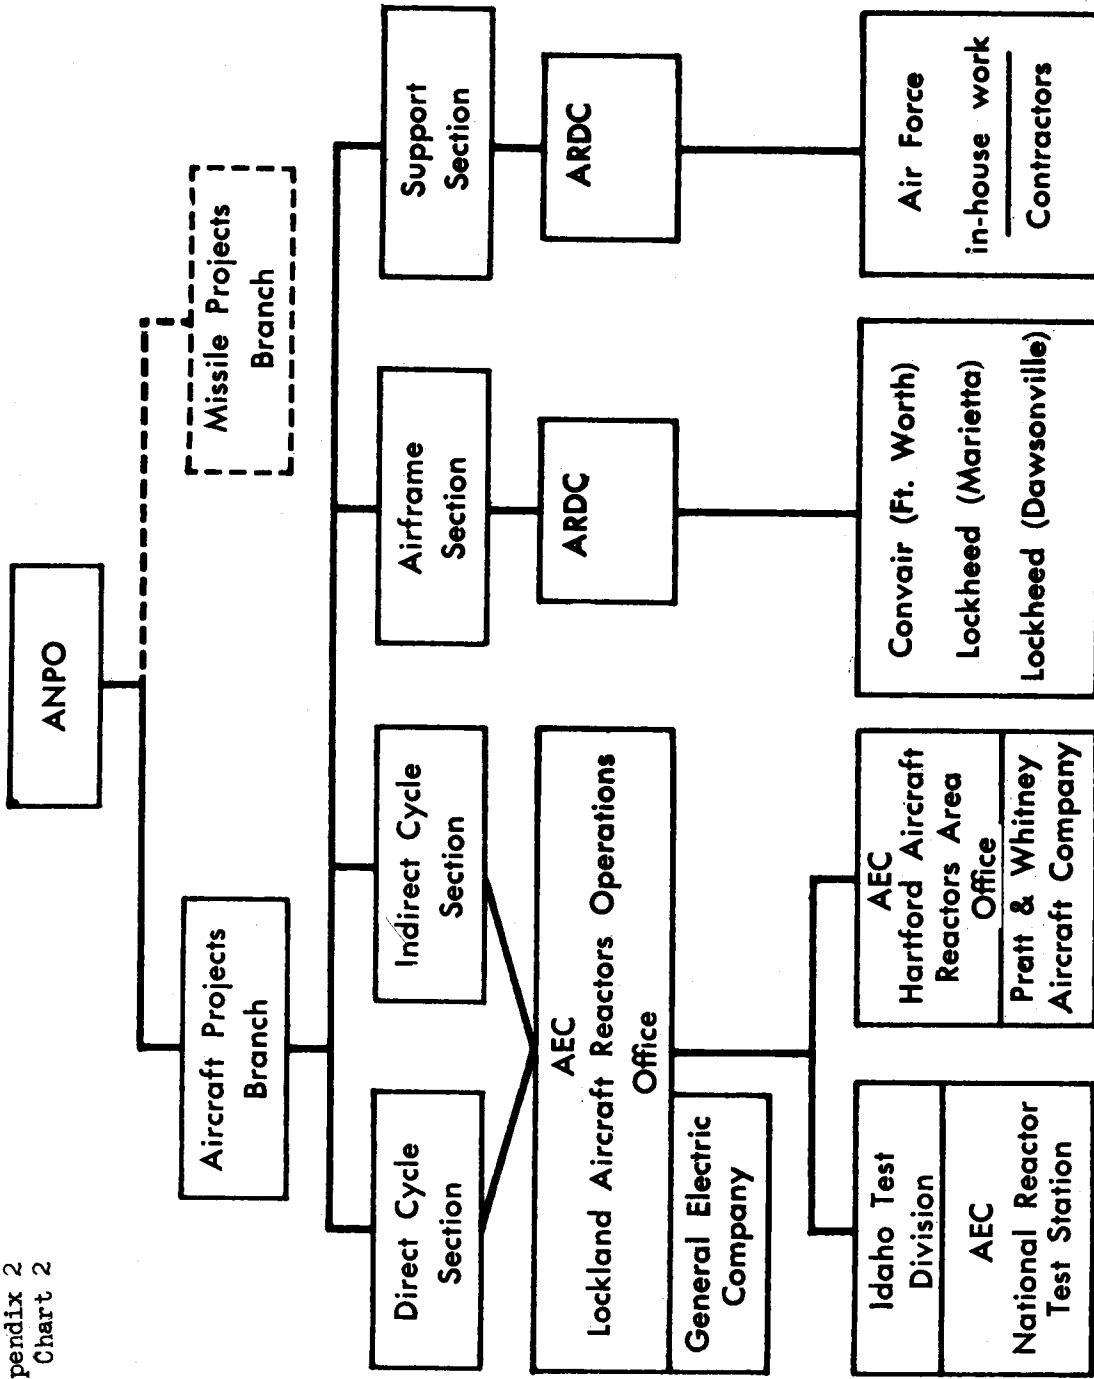 pendix 2
Chart 2
ANPO
Aircraft Projects
Branch
Missile Projects
Branch
Direct Cycle
Section
Indirect Cycle
Section
Airframe
Section
Support
Section
AEC
Lockland Aircraft Reactors Operations
Office
General Electric
Company
ARDC
ARDC
Idaho Test
Division
AEC
National Reactor
Test Station
AEC
Hartford Aircraft
Reactors Area
Office
Pratt & Whitney
Aircraft Company
Convair (Ft. Worth)
Lockheed (Marietta)
Lockheed (Dawsonville)
Air Force
in-house work
Contractors